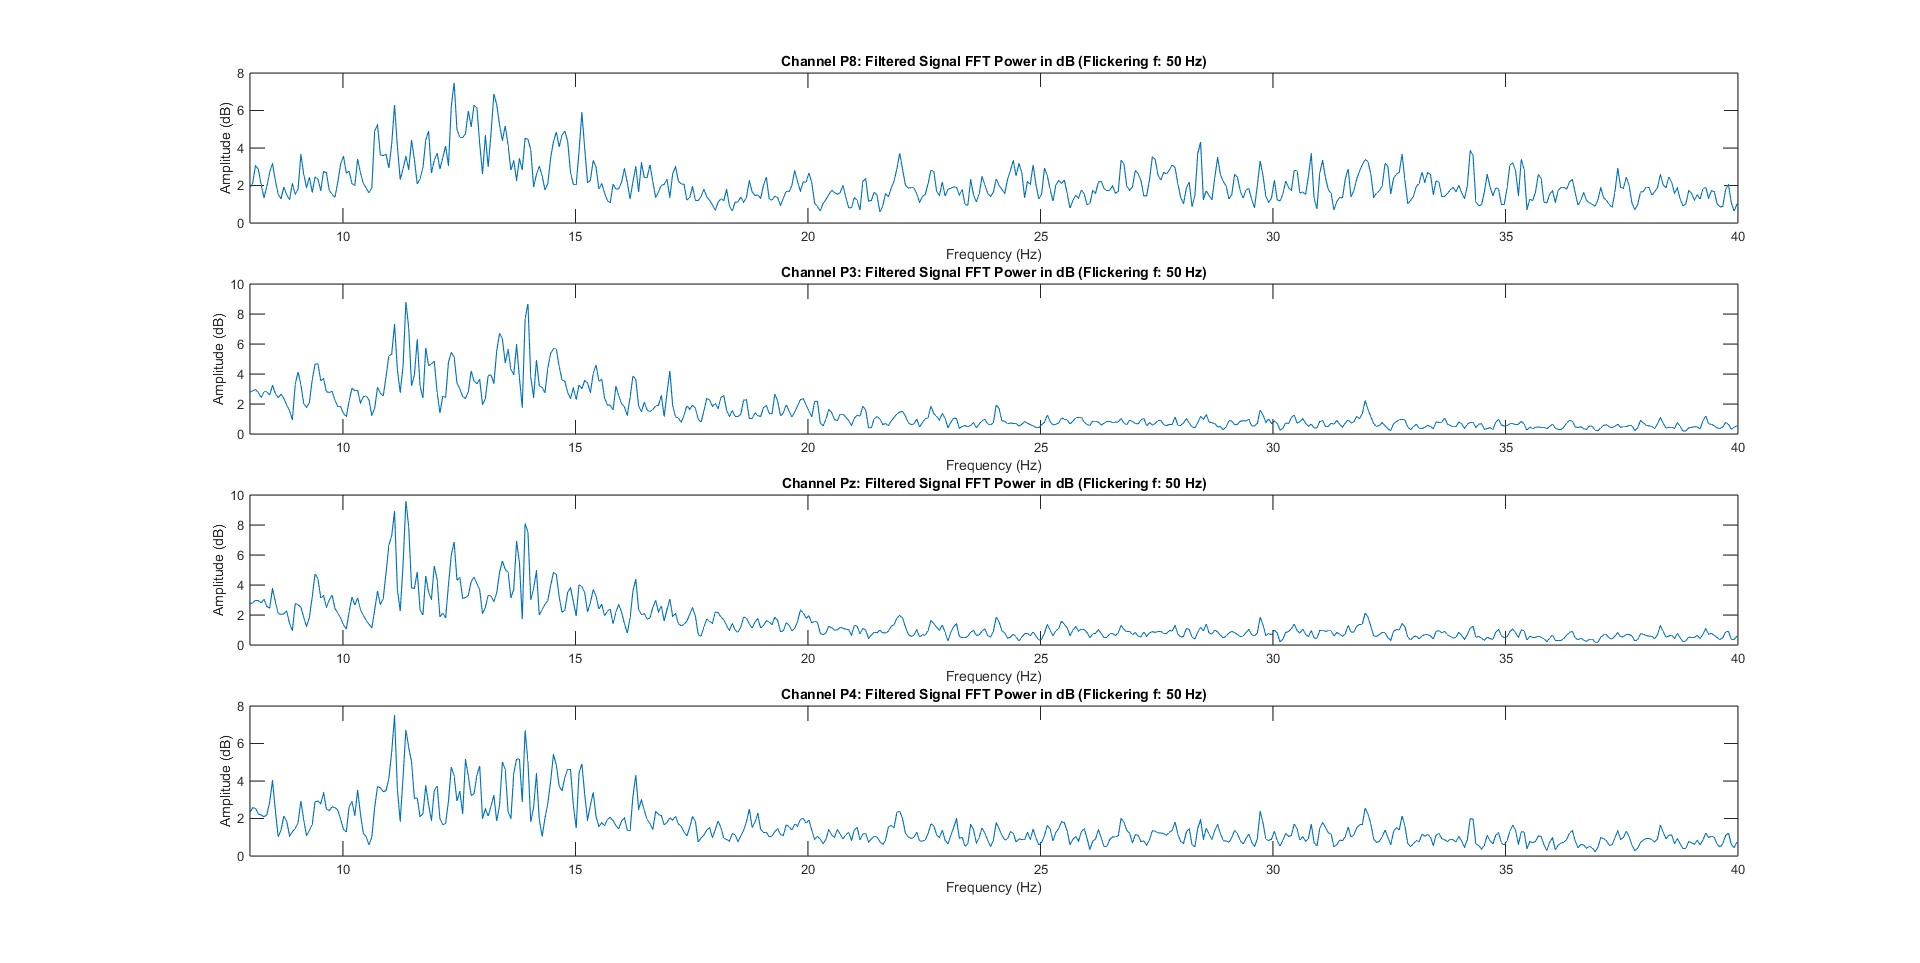 Channel P8: Filtered Signal FFT Power in dB (Flickering f: 50 Hz)
Amplitude (dB)
8
6
4
2
0
10 15 20 25 30 35 40
Frequency (Hz)
Channel P3: Filtered Signal FFT Power in dB (Flickering f: 50 Hz)
Amplitude (dB)
10
8
6
4
2
0
10 15 20 25 30 35 40
Frequency (Hz)
Channel Pz: Filtered Signal FFT Power in dB (Flickering f: 50 Hz)
Amplitude (dB)
10
8
6
4
2
0
10 15 20 25 30 35 40
Frequency (Hz)
Channel P4: Filtered Signal FFT Power in dB (Flickering f: 50 Hz)
Amplitude (dB)
8
6
4
2
0
10 15 20 25 30 35 40
Frequency (Hz)